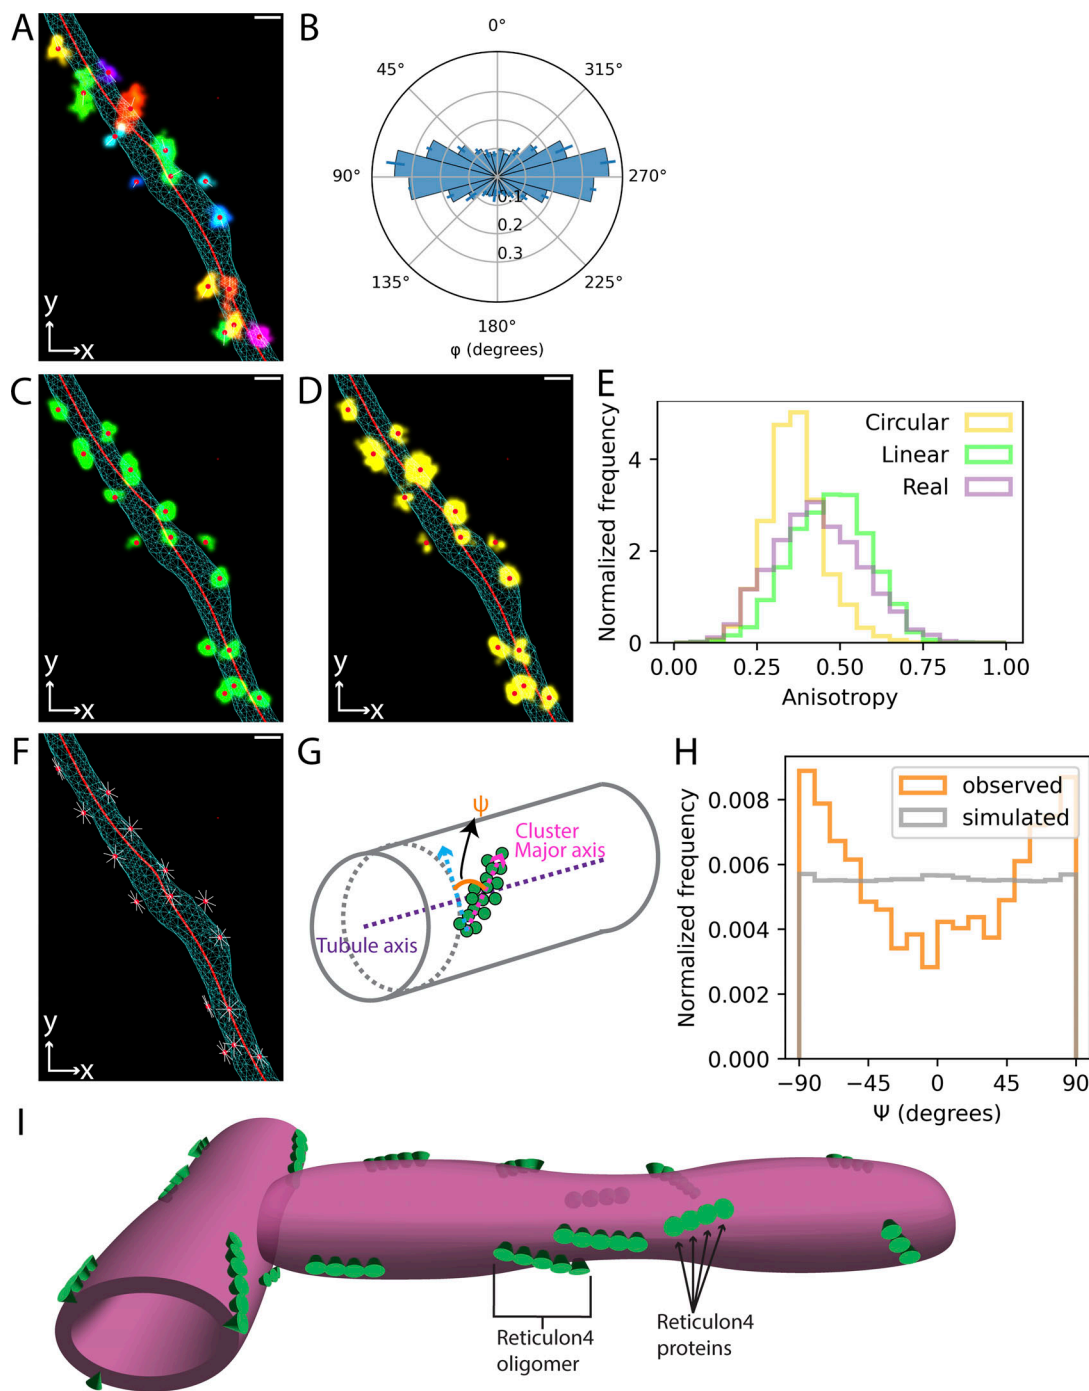 A
y
x
B
0°
45°
315°
90°
270°
0.1
0.2
0.3
135°
225°
180°
φ (degrees)
C
y
x
D
y
x
E
Normalized frequency
4
2
0
Circular
Linear
Real
0.00
0.25
0.50
0.75
1.00
Anisotropy
F
y
x
G
ψ
Cluster
Major axis
Tubule axis
H
Normalized frequency
0.008
0.006
0.004
0.002
0.000
observed
simulated
−90
−45
0
45
90
Ψ (degrees)
I
Reticulon4
oligomer
Reticulon4
proteins